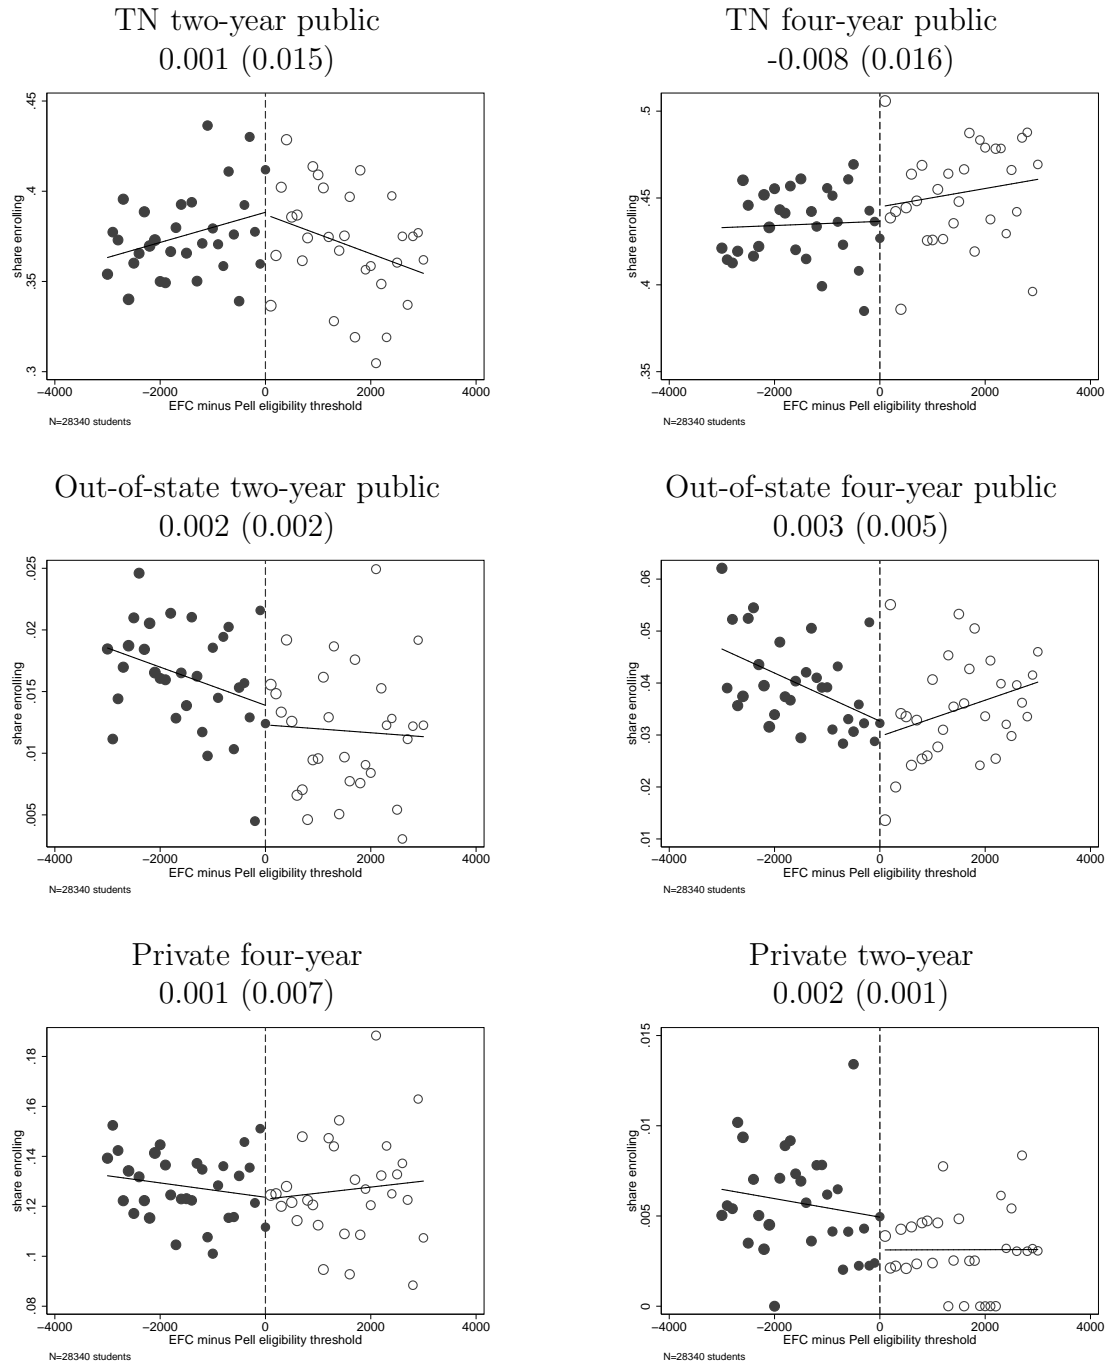 TN two-year public
0.001 (0.015)
share enrolling
.45
.4
.35
.3
−4000 −2000 0 2000 4000
EFC minus Pell eligibility threshold
N=28340 students
TN four-year public
-0.008 (0.016)
share enrolling
.5
.45
.4
.35
−4000 −2000 0 2000 4000
EFC minus Pell eligibility threshold
N=28340 students
Out-of-state two-year public
0.002 (0.002)
share enrolling
.025
.02
.015
.01
.005
−4000 −2000 0 2000 4000
EFC minus Pell eligibility threshold
N=28340 students
Out-of-state four-year public
0.003 (0.005)
share enrolling
.06
.05
.04
.03
.02
.01
−4000 −2000 0 2000 4000
EFC minus Pell eligibility threshold
N=28340 students
Private four-year
0.001 (0.007)
share enrolling
.18
.16
.14
.12
.1
.08
−4000 −2000 0 2000 4000
EFC minus Pell eligibility threshold
N=28340 students
Private two-year
0.002 (0.001)
share enrolling
.015
.01
.005
0
−4000 −2000 0 2000 4000
EFC minus Pell eligibility threshold
N=28340 students